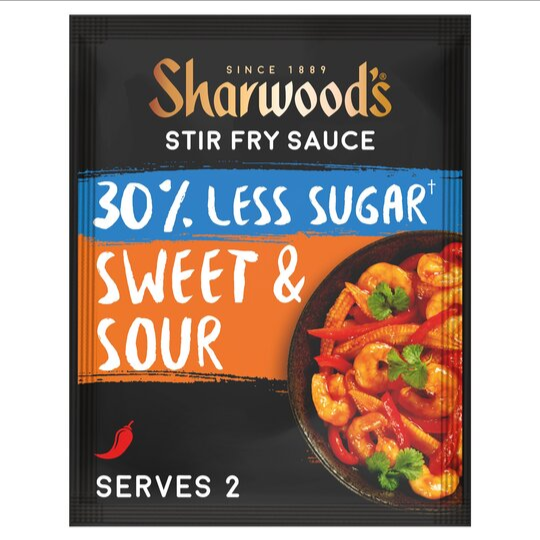 SINCE 1889
Sharwood's®
STIR FRY SAUCE
30% LESS SUGAR†
SWEET &
SOUR
SERVES 2